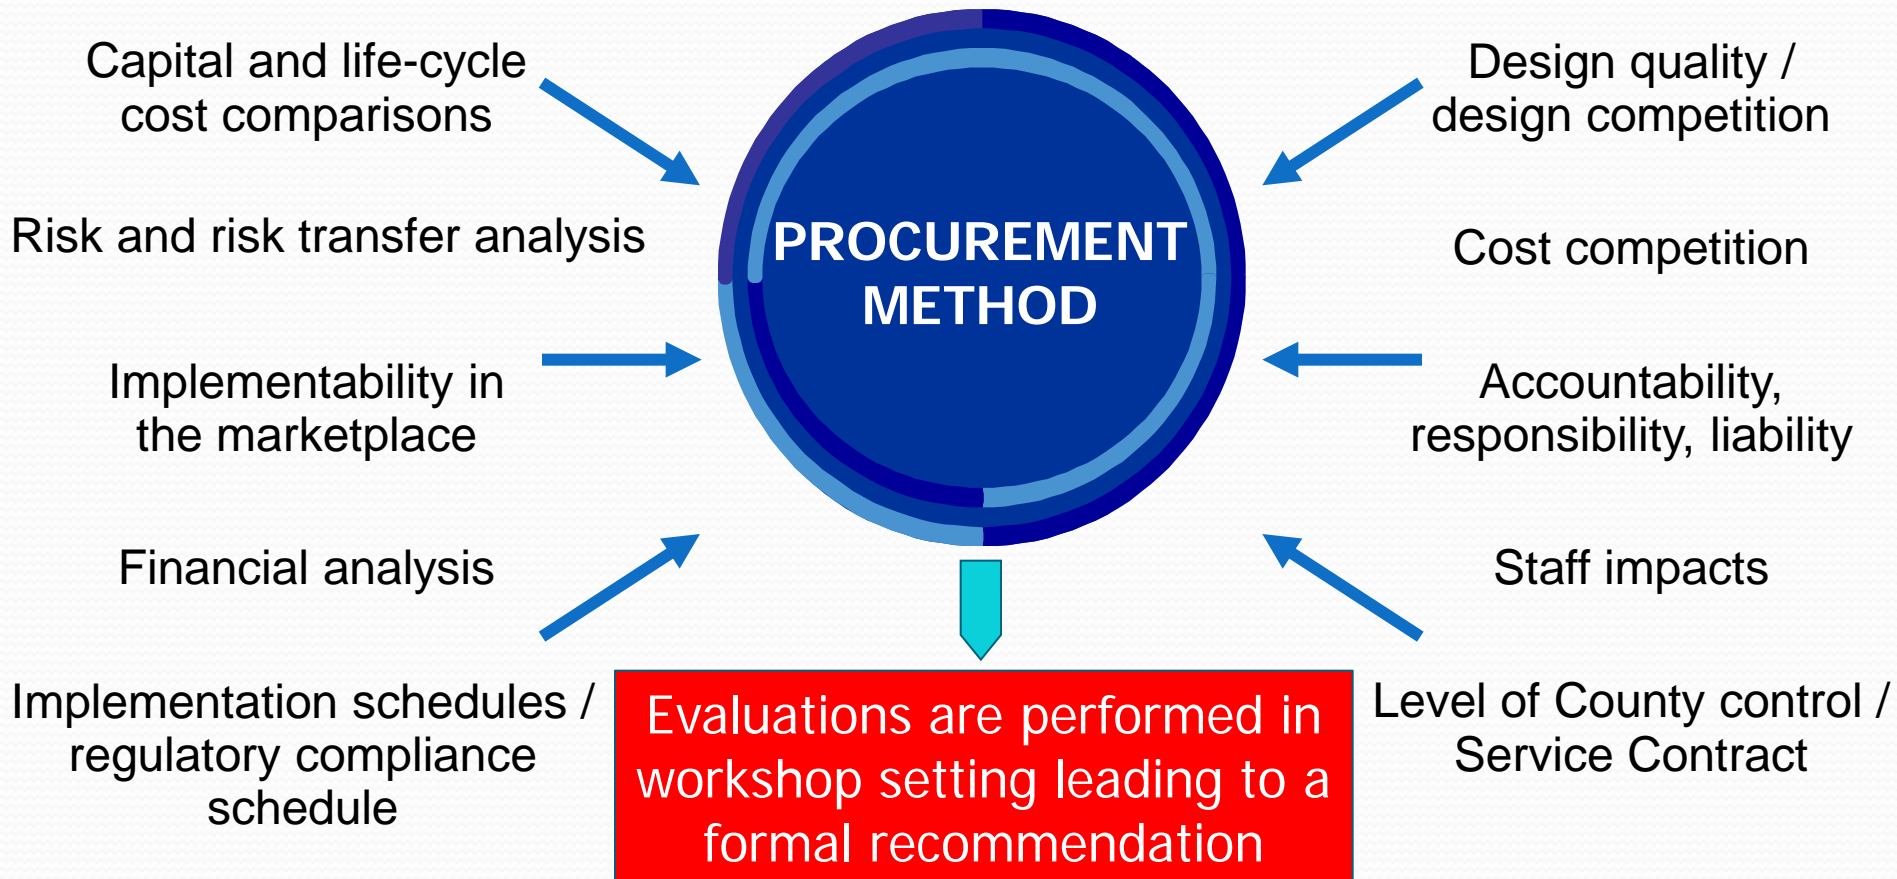 Capital and life-cycle
cost comparisons
Risk and risk transfer analysis
Implementability in
the marketplace
Financial analysis
Implementation schedules /
regulatory compliance
schedule
PROCUREMENT
METHOD
Evaluations are performed in
workshop setting leading to a
formal recommendation
Design quality /
design competition
Cost competition
Accountability,
responsibility, liability
Staff impacts
Level of County control /
Service Contract